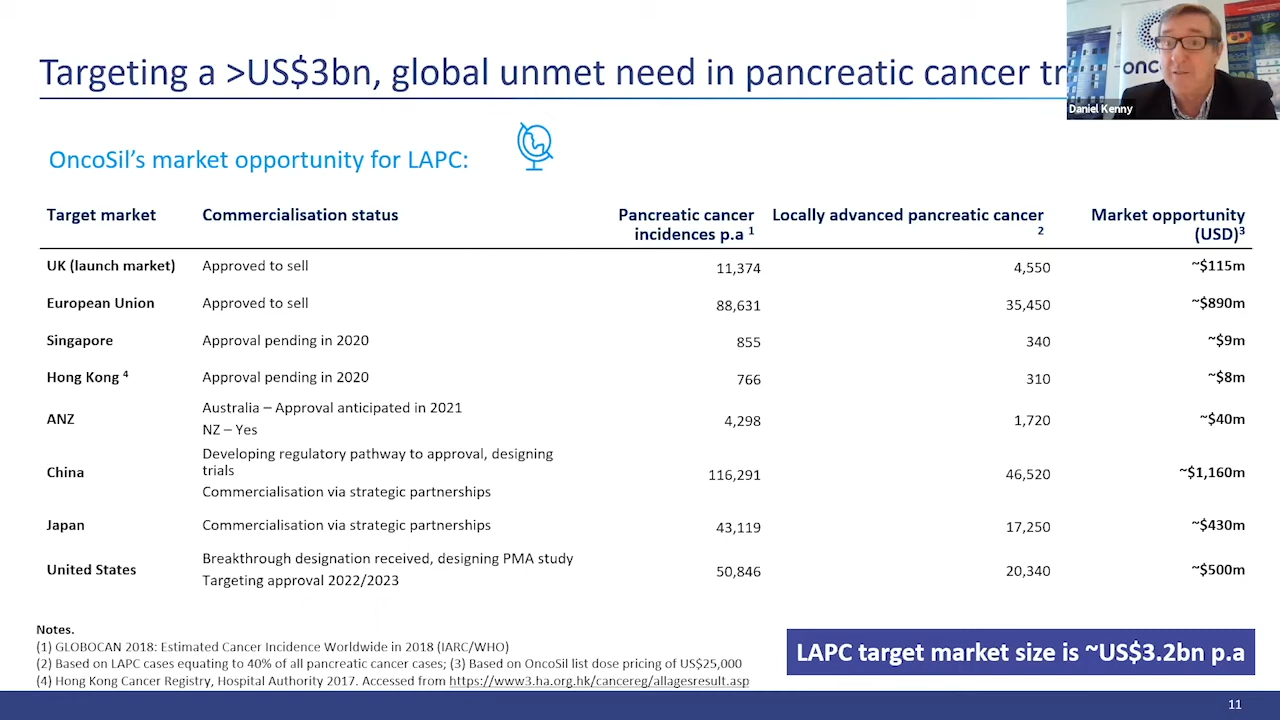 Targeting a >US$3bn, global unmet need in pancreatic cancer
onc
Daniel Kenny
OncoSil’s market opportunity for LAPC:
Target market Commercialisation status Pancreatic cancer incidences p.a 1 Locally advanced pancreatic cancer 2 Market opportunity (USD)3
UK (launch market) Approved to sell 11,374 4,550 ~$115m
European Union Approved to sell 88,631 35,450 ~$890m
Singapore Approval pending in 2020 855 340 ~$9m
Hong Kong 4 Approval pending in 2020 766 310 ~$8m
ANZ Australia – Approval anticipated in 2021
NZ – Yes 4,298 1,720 ~$40m
China Developing regulatory pathway to approval, designing
trials
Commercialisation via strategic partnerships 116,291 46,520 ~$1,160m
Japan Commercialisation via strategic partnerships 43,119 17,250 ~$430m
United States Breakthrough designation received, designing PMA study
Targeting approval 2022/2023 50,846 20,340 ~$500m
Notes.
(1) GLOBOCAN 2018: Estimated Cancer Incidence Worldwide in 2018 (IARC/WHO)
(2) Based on LAPC cases equating to 40% of all pancreatic cancer cases; (3) Based on OncoSil list dose pricing of US$25,000
(4) Hong Kong Cancer Registry, Hospital Authority 2017. Accessed from https://www3.ha.org.hk/cancereg/allagesresult.asp
LAPC target market size is ~US$3.2bn p.a
11